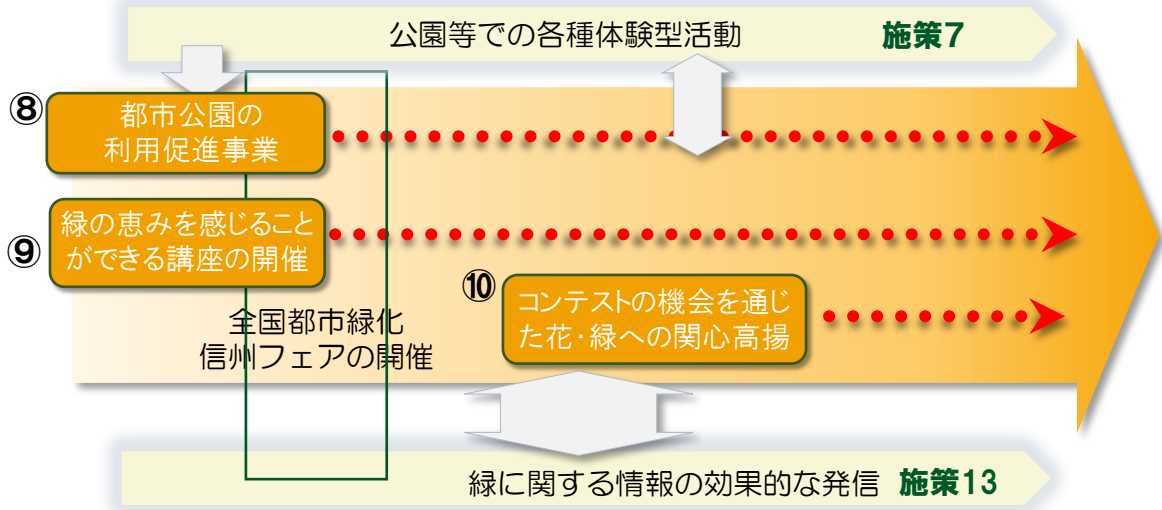 公園等での各種体験型活動 施策7
⑧
都市公園の
利用促進事業
⑨
緑の恵みを感じること
ができる講座の開催
⑩
コンテストの機会を通じ
た花・緑への関心高揚
全国都市緑化
信州フェアの開催
緑に関する情報の効果的な発信 施策13